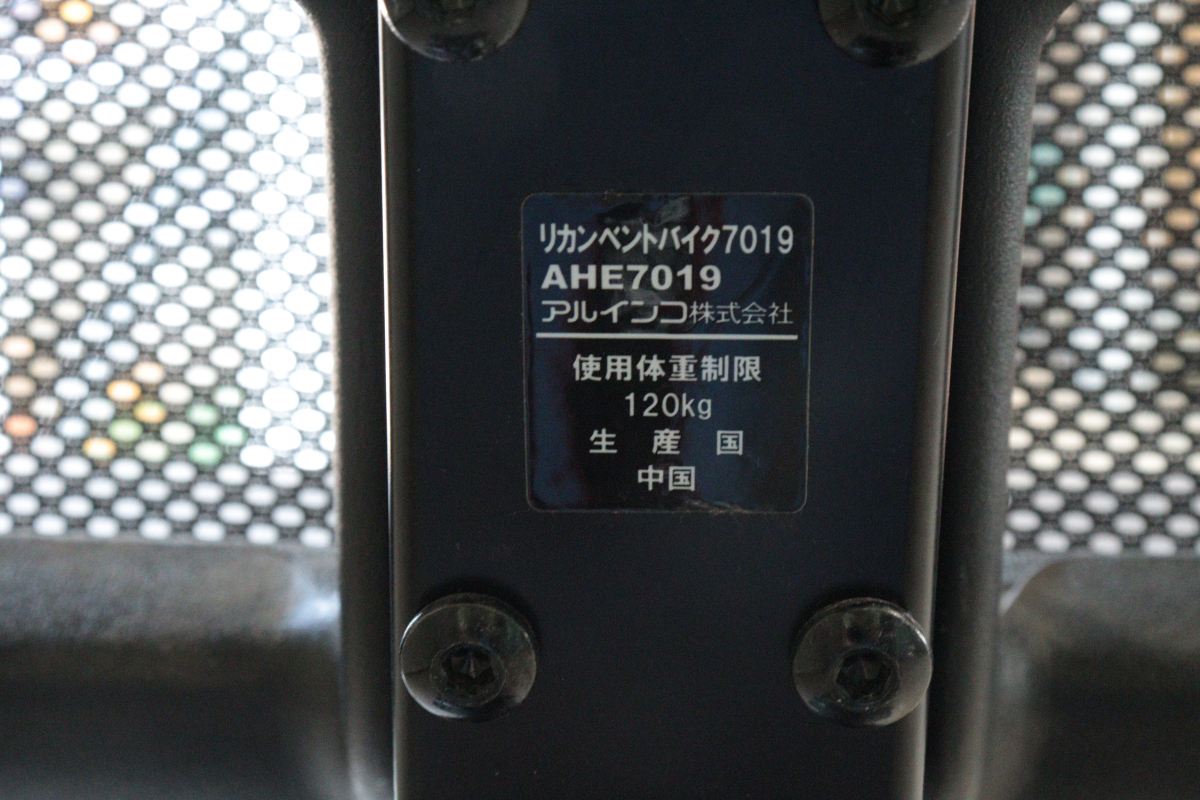 リカンベントバイク7019
AHE7019
アルインコ株式会社
使用体重制限
120kg
生 産 国
中国